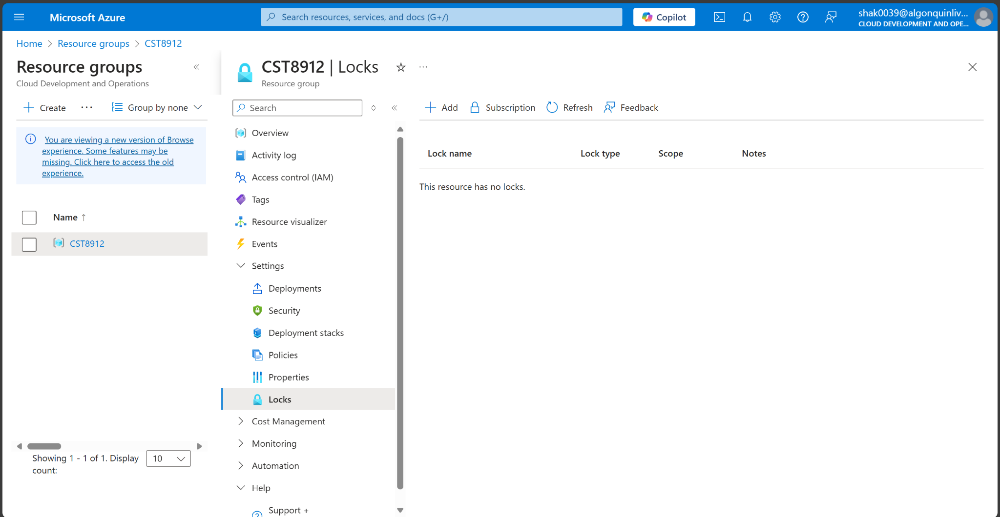 Microsoft Azure
Search resources, services, and docs (G+/)
Copilot
shak0039@algonquinliv...
CLOUD DEVELOPMENT AND OPE...
Home > Resource groups > CST8912
Resource groups
Cloud Development and Operations
Create
Group by none
You are viewing a new version of Browse
experience. Some features may be
missing. Click here to access the old
experience.
Name ↑
CST8912
Showing 1 - 1 of 1. Display
count:
10
CST8912 | Locks
Resource group
Search
Overview
Activity log
Access control (IAM)
Tags
Resource visualizer
Events
Settings
Deployments
Security
Deployment stacks
Policies
Properties
Locks
Cost Management
Monitoring
Automation
Help
Support +
Add
Subscription
Refresh
Feedback
Lock name Lock type Scope Notes
This resource has no locks.